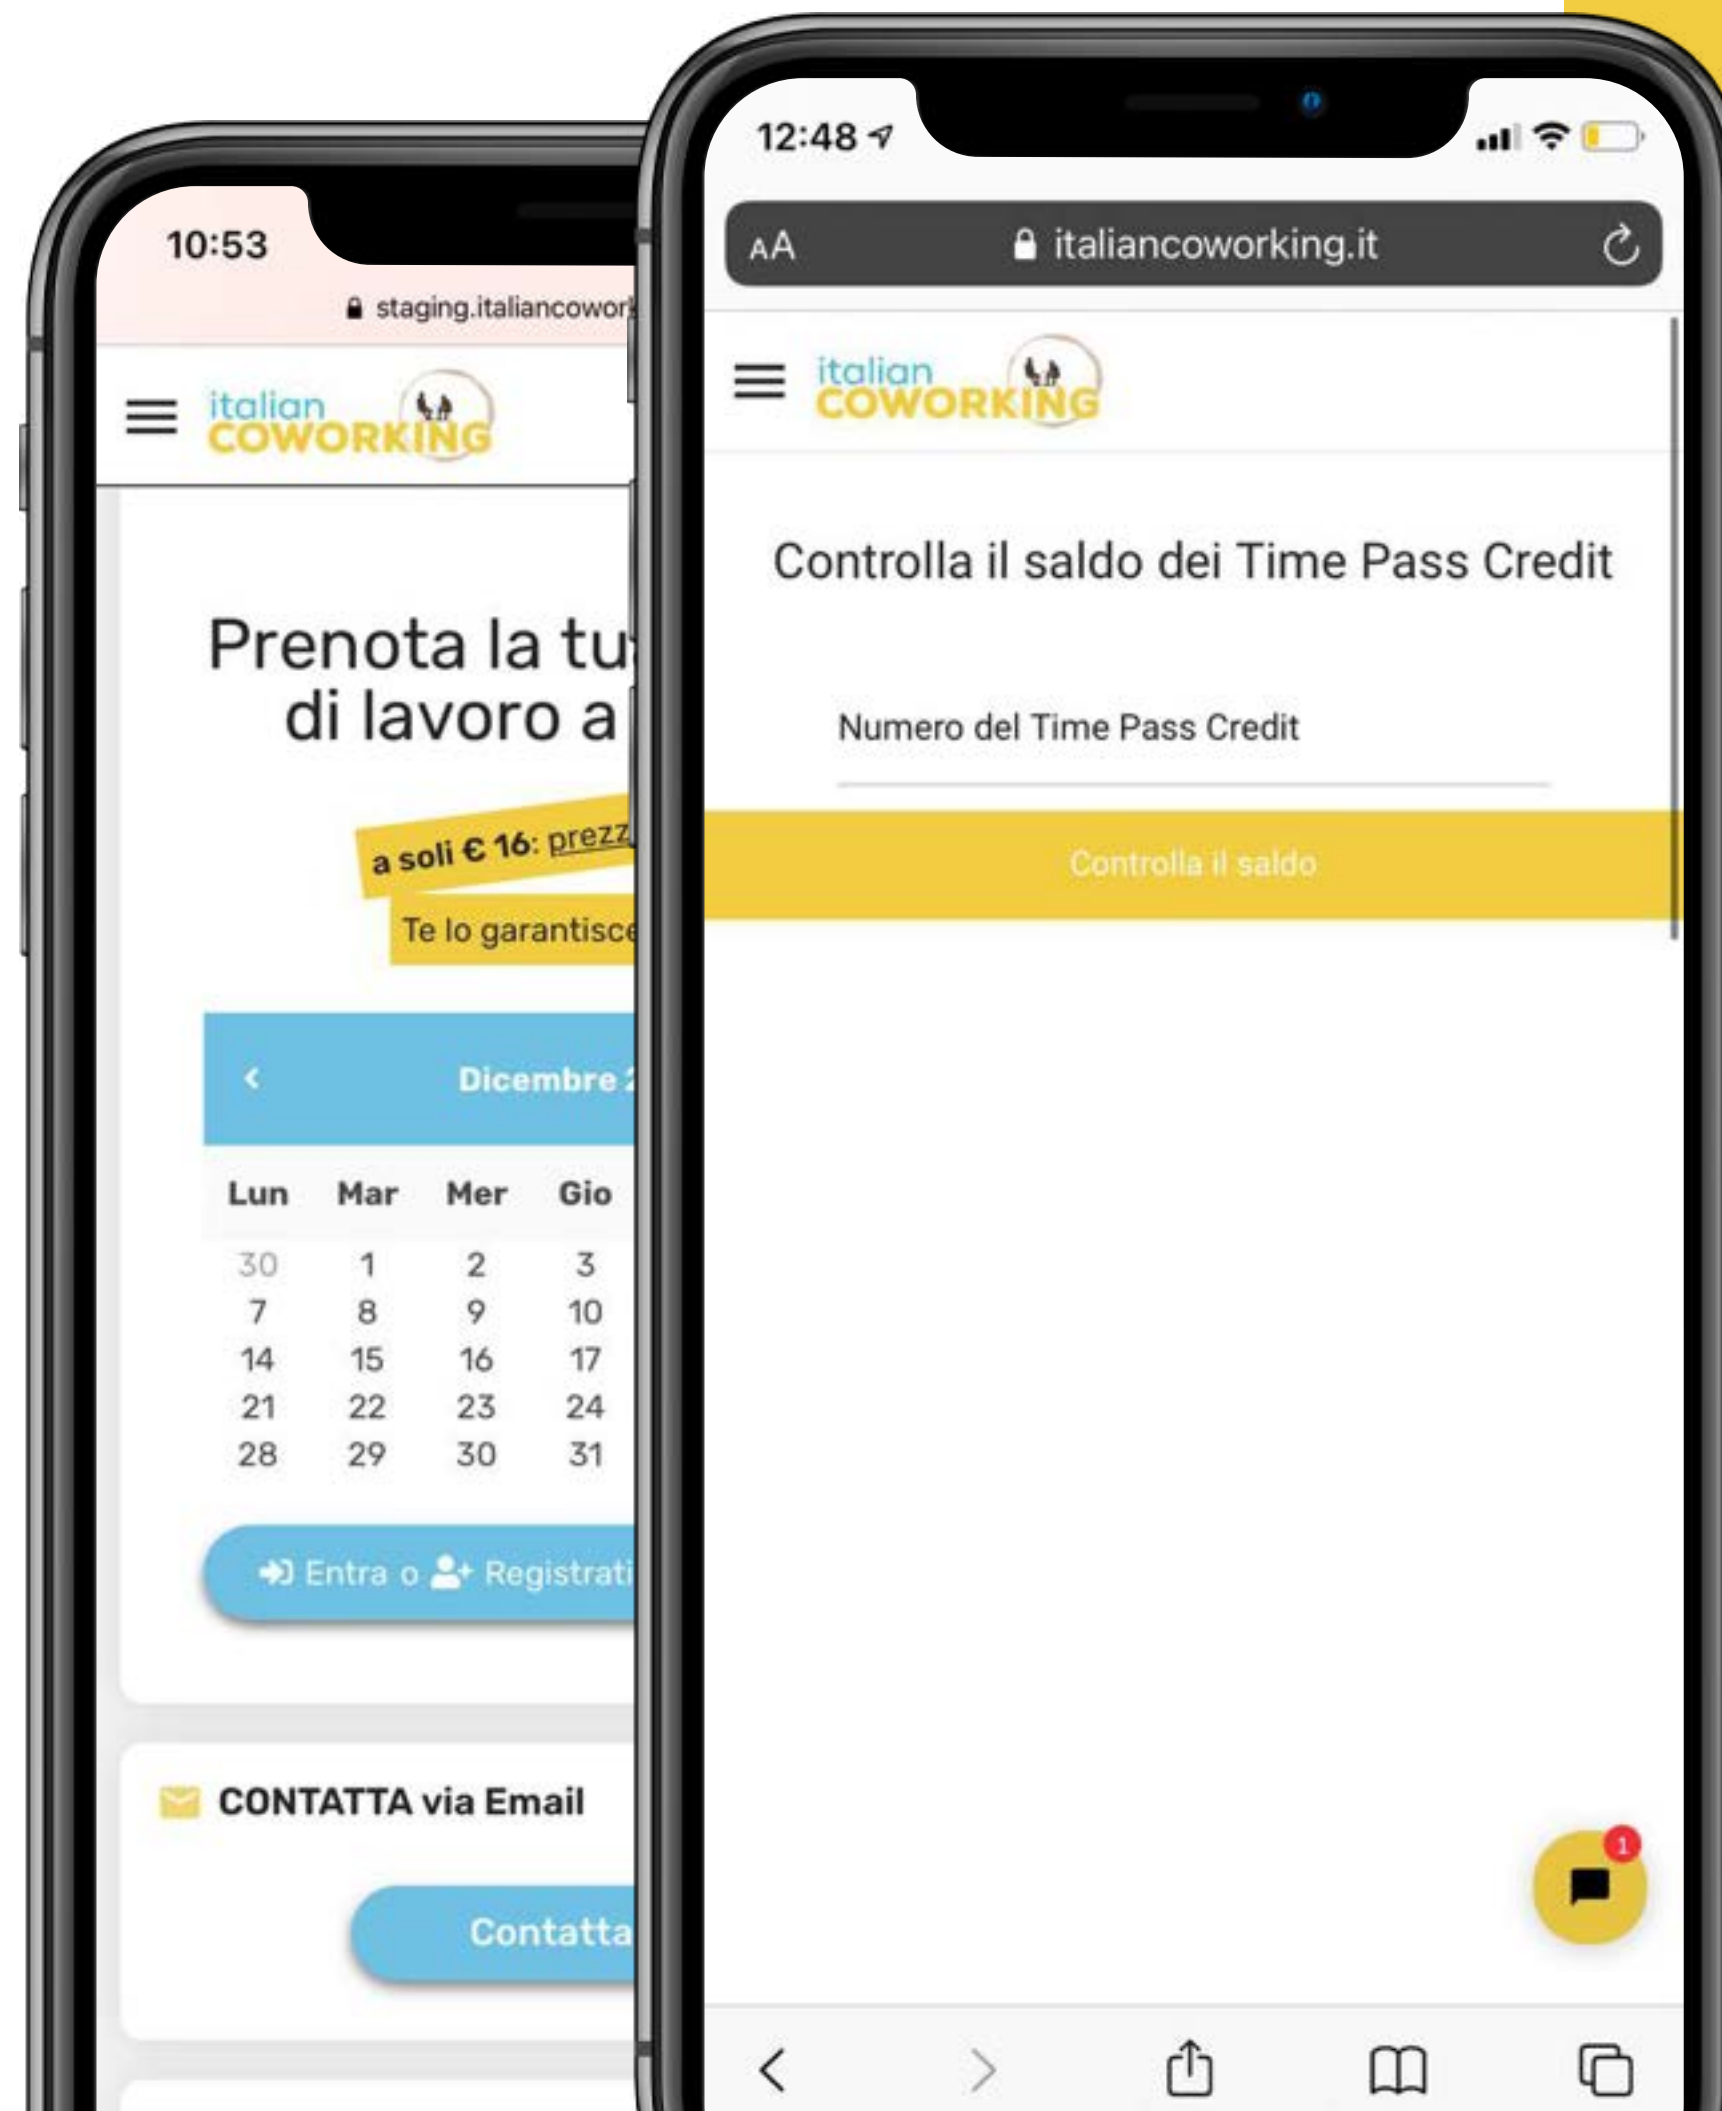 10:53
staging.italiancowork
italian
COWORKING
Prenota la tu
di lavoro a
a soli € 16: prezz
Te lo garantisce
Dicembre 2
Lun Mar Mer Gio
30 1 2 3
7 8 9 10
14 15 16 17
21 22 23 24
28 29 30 31
Entra o Registrati
CONTATTA via Email
Contatta
12:48
AA italiancoworking.it
italian
COWORKING
Controlla il saldo dei Time Pass Credit
Numero del Time Pass Credit
Controlla il saldo
1